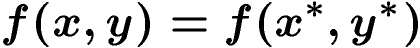 f(x, y) = f(x*, y*)